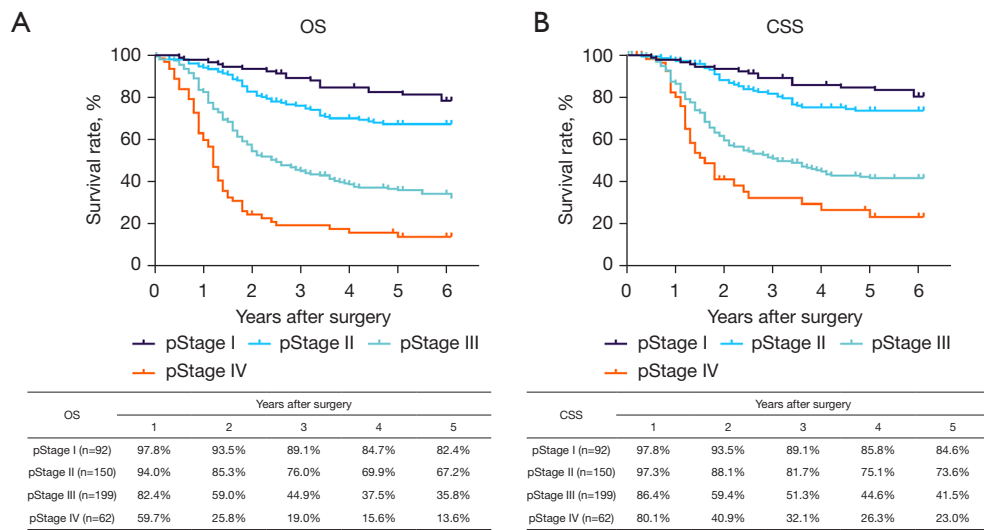 A
OS
Survival rate, %
100
80
60
40
20
0
0 1 2 3 4 5 6
Years after surgery
pStage I pStage II pStage III
pStage IV
OS Years after surgery
1 2 3 4 5
pStage I (n=92) 97.8% 93.5% 89.1% 84.7% 82.4%
pStage II (n=150) 94.0% 85.3% 76.0% 69.9% 67.2%
pStage III (n=199) 82.4% 59.0% 44.9% 37.5% 35.8%
pStage IV (n=62) 59.7% 25.8% 19.0% 15.6% 13.6%
B
CSS
Survival rate, %
100
80
60
40
20
0
0 1 2 3 4 5 6
Years after surgery
pStage I pStage II pStage III
pStage IV
CSS Years after surgery
1 2 3 4 5
pStage I (n=92) 97.8% 93.5% 89.1% 85.8% 84.6%
pStage II (n=150) 97.3% 88.1% 81.7% 75.1% 73.6%
pStage III (n=199) 86.4% 59.4% 51.3% 44.6% 41.5%
pStage IV (n=62) 80.1% 40.9% 32.1% 26.3% 23.0%